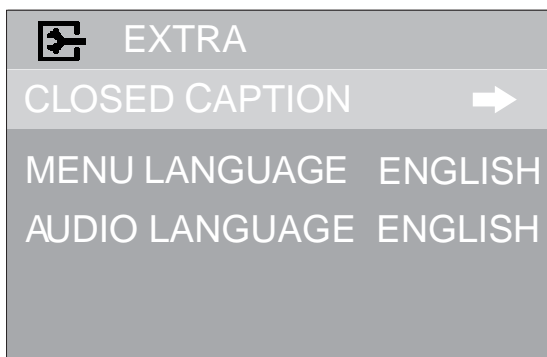 EXTRA
CLOSED CAPTION
MENU LANGUAGE ENGLISH
AUDIO LANGUAGE ENGLISH